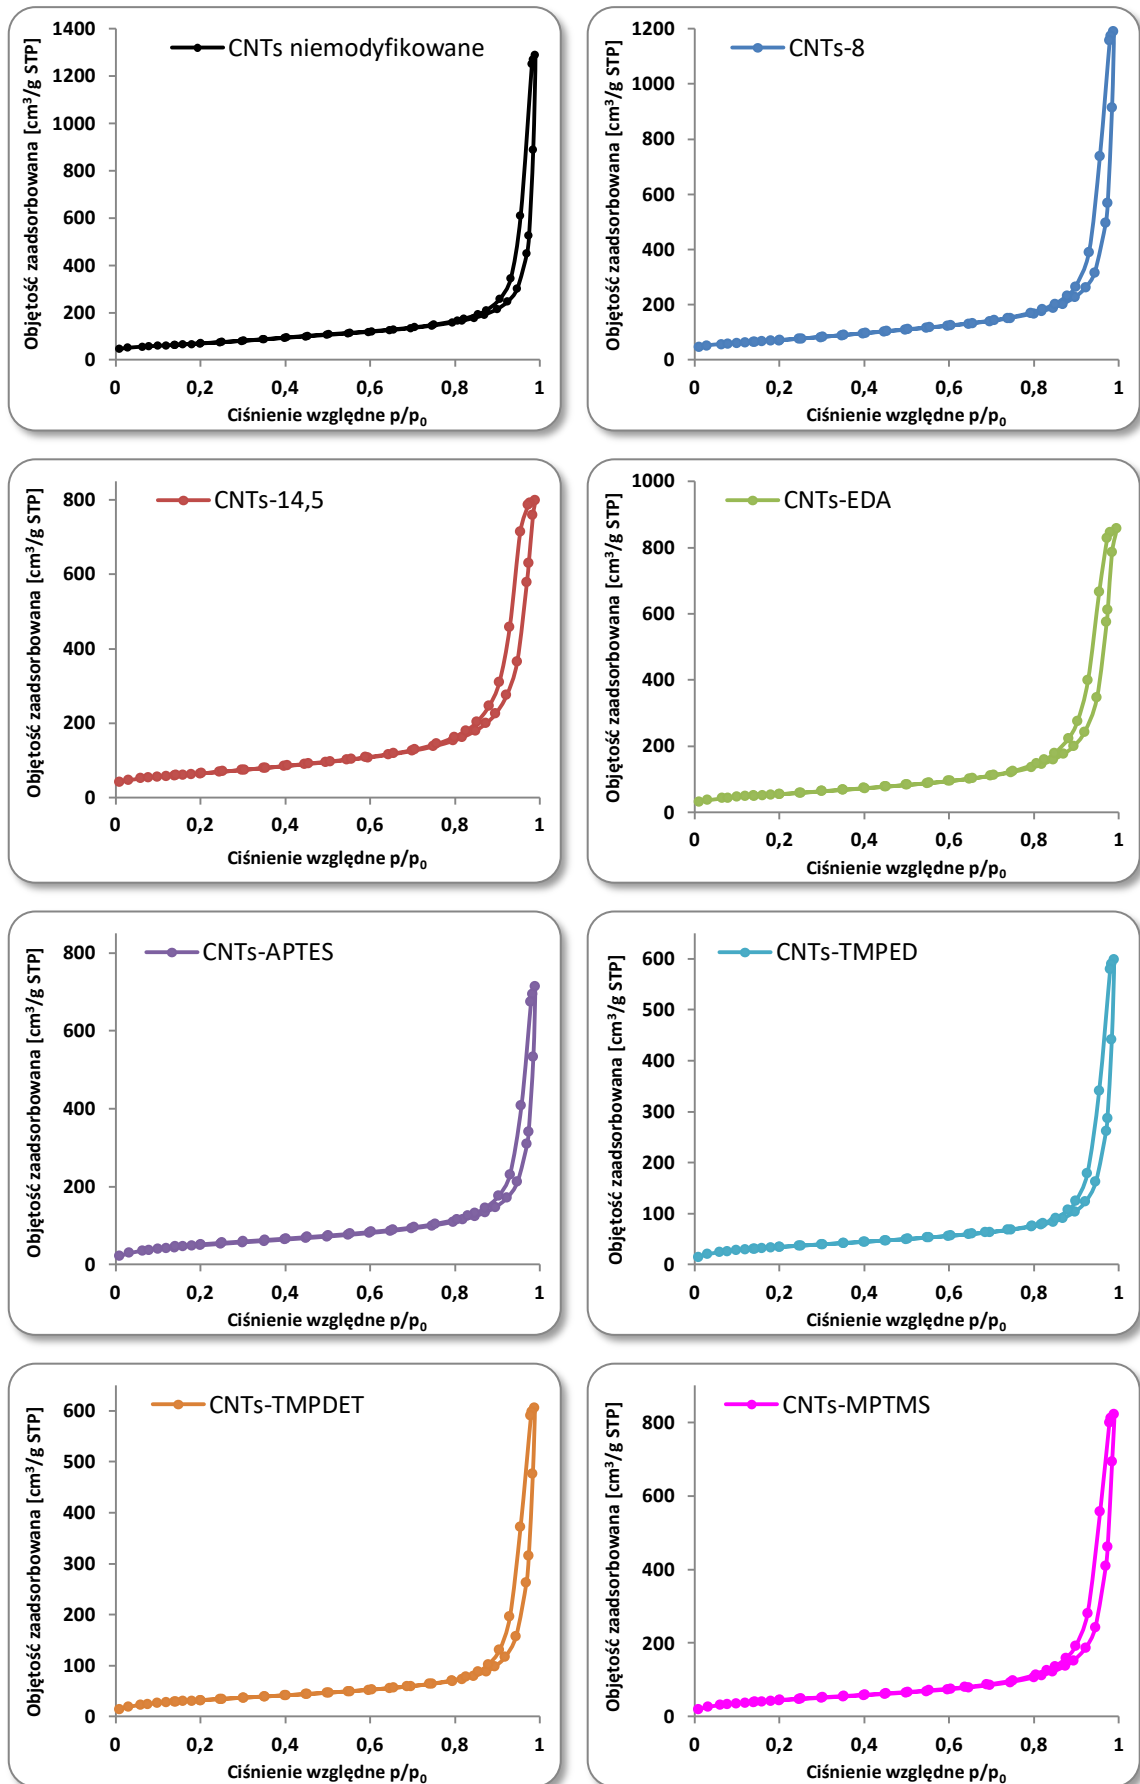 CNTs niemodyfikowane
Objętość zaadsorbowana [cm³/g STP]
1400
1200
1000
800
600
400
200
0
0 0,2 0,4 0,6 0,8 1
Ciśnienie względne p/p₀
CNTs-8
Objętość zaadsorbowana [cm³/g STP]
1200
1000
800
600
400
200
0
0 0,2 0,4 0,6 0,8 1
Ciśnienie względne p/p₀
CNTs-14,5
Objętość zaadsorbowana [cm³/g STP]
800
600
400
200
0
0 0,2 0,4 0,6 0,8 1
Ciśnienie względne p/p₀
CNTs-EDA
Objętość zaadsorbowana [cm³/g STP]
1000
800
600
400
200
0
0 0,2 0,4 0,6 0,8 1
Ciśnienie względne p/p₀
CNTs-APTES
Objętość zaadsorbowana [cm³/g STP]
800
600
400
200
0
0 0,2 0,4 0,6 0,8 1
Ciśnienie względne p/p₀
CNTs-TMPED
Objętość zaadsorbowana [cm³/g STP]
600
500
400
300
200
100
0
0 0,2 0,4 0,6 0,8 1
Ciśnienie względne p/p₀
CNTs-TMPDET
Objętość zaadsorbowana [cm³/g STP]
600
500
400
300
200
100
0
0 0,2 0,4 0,6 0,8 1
Ciśnienie względne p/p₀
CNTs-MPTMS
Objętość zaadsorbowana [cm³/g STP]
800
600
400
200
0
0 0,2 0,4 0,6 0,8 1
Ciśnienie względne p/p₀